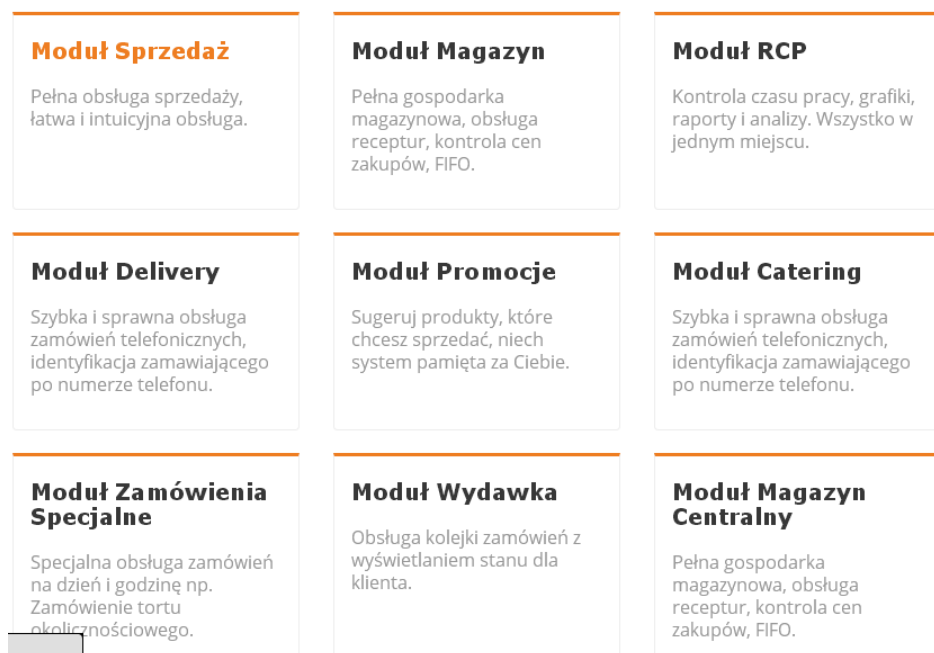 Moduł Sprzedaż
Pełna obsługa sprzedaży,
łatwa i intuicyjna obsługa.
Moduł Magazyn
Pełna gospodarka
magazynowa, obsługa
receptur, kontrola cen
zakupów, FIFO.
Moduł RCP
Kontrola czasu pracy, grafiki,
raporty i analizy. Wszystko w
jednym miejscu.
Moduł Delivery
Szybka i sprawna obsługa
zamówień telefonicznych,
identyfikacja zamawiającego
po numerze telefonu.
Moduł Promocje
Sugeruj produkty, które
chcesz sprzedać, niech
system pamięta za Ciebie.
Moduł Catering
Szybka i sprawna obsługa
zamówień telefonicznych,
identyfikacja zamawiającego
po numerze telefonu.
Moduł Zamówienia
Specjalne
Specjalna obsługa zamówień
na dzień i godzinę np.
Zamówienie tortu
okolicznościowego.
Moduł Wydawka
Obsługa kolejki zamówień z
wyświetlaniem stanu dla
klienta.
Moduł Magazyn
Centralny
Pełna gospodarka
magazynowa, obsługa
receptur, kontrola cen
zakupów, FIFO.